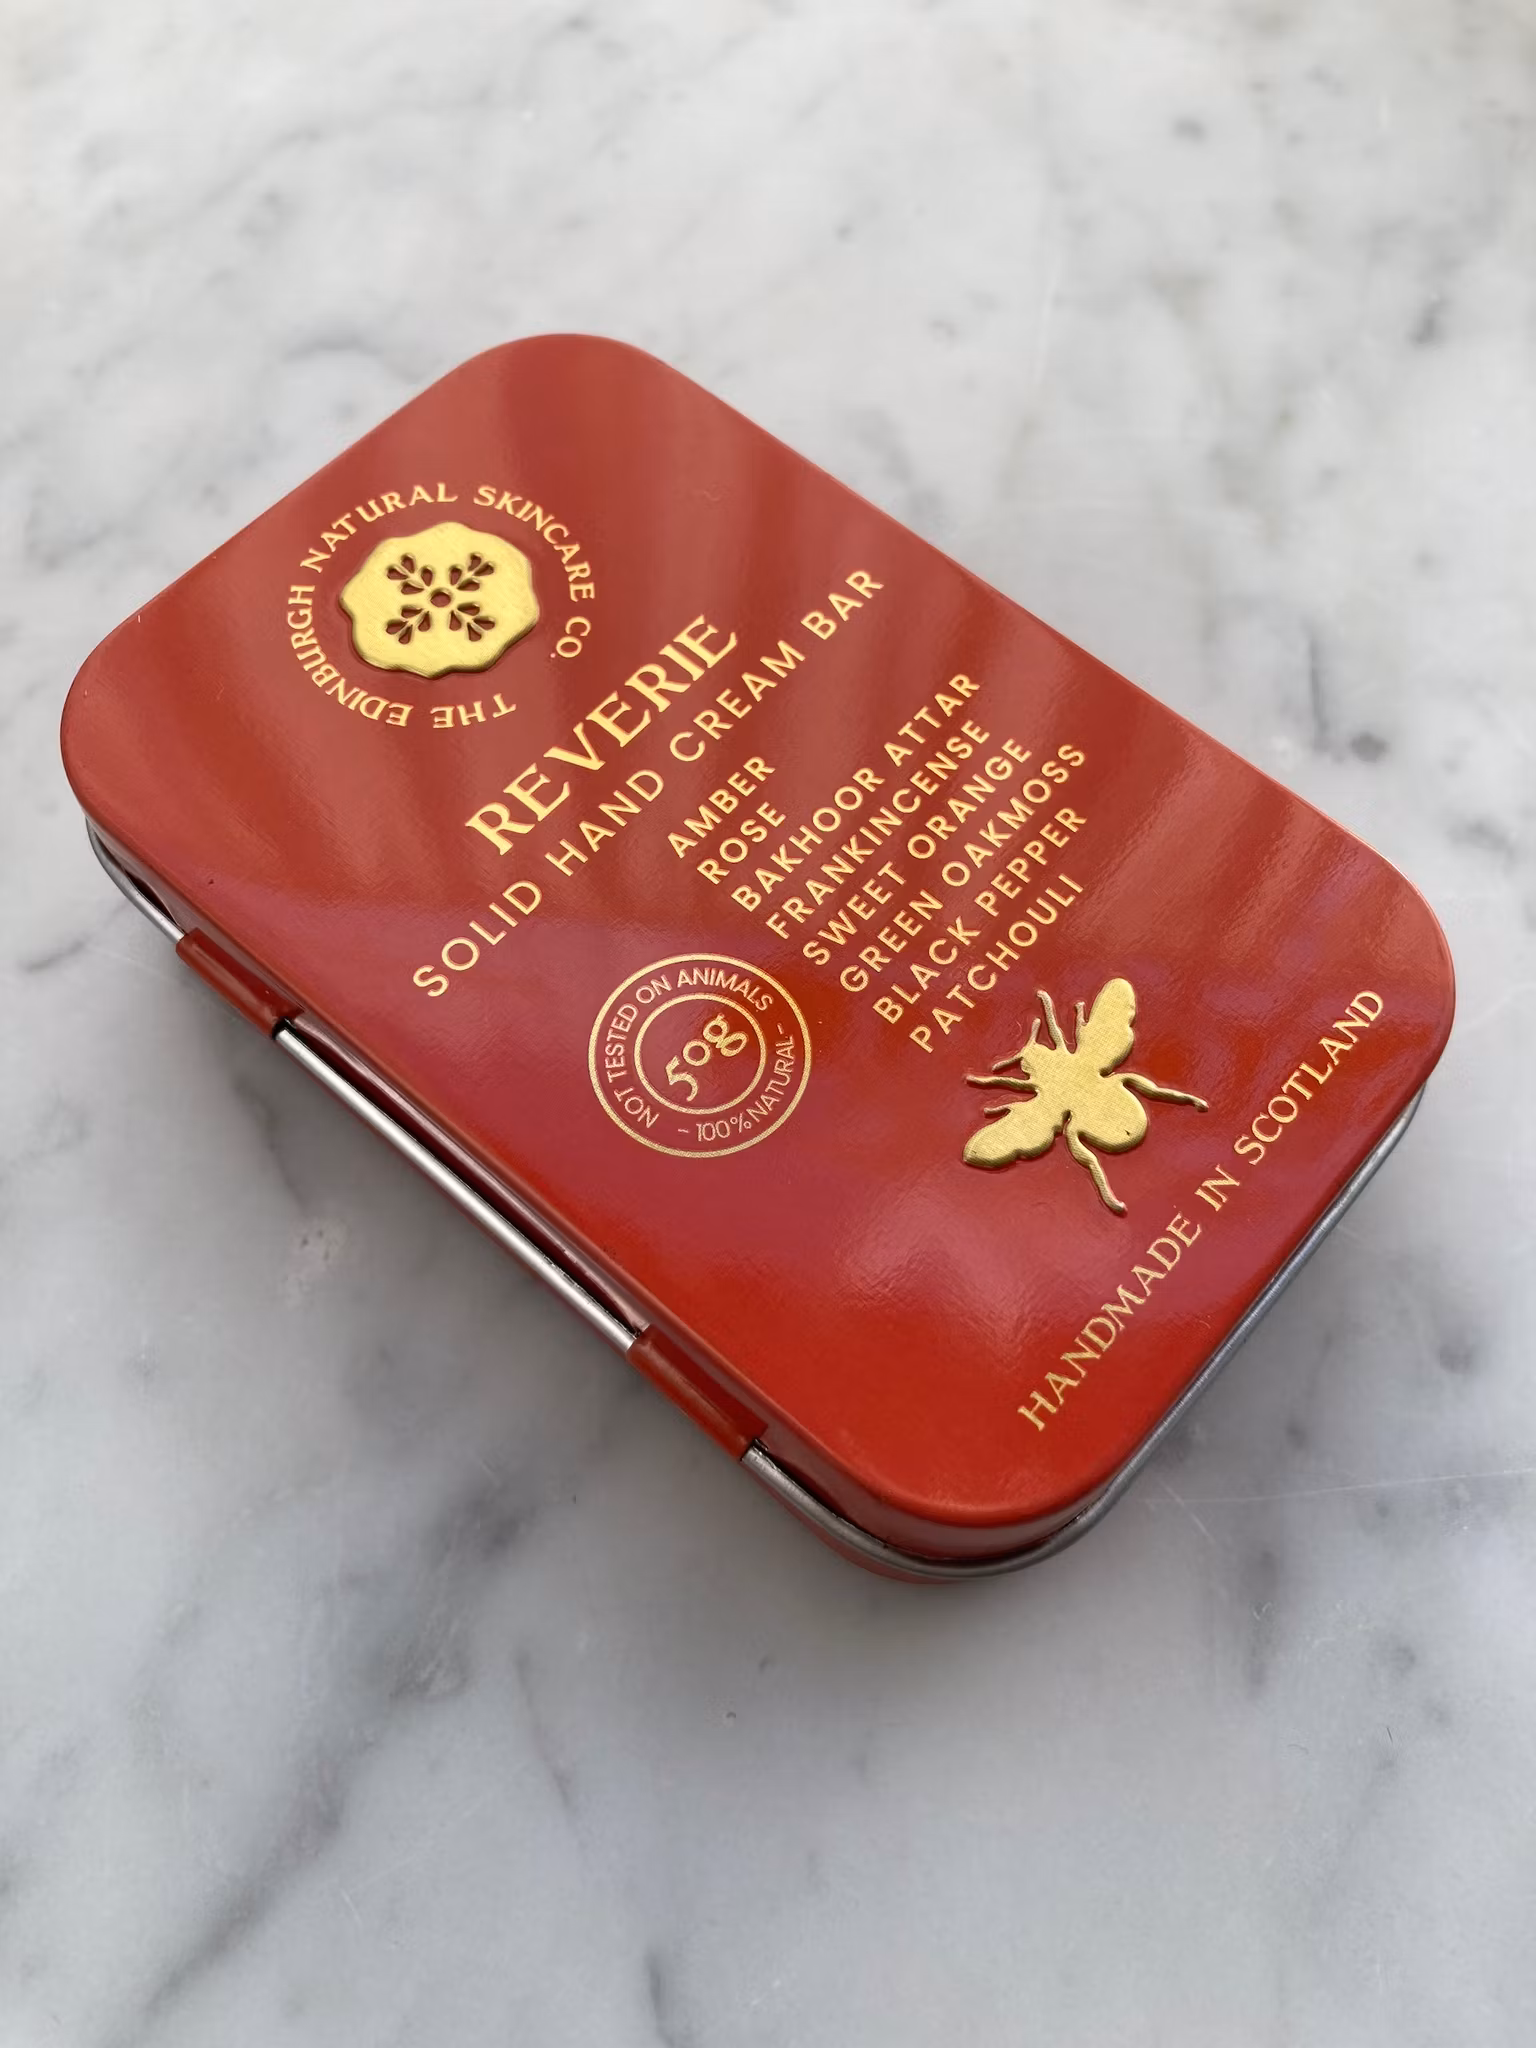 THE EDINBURGH NATURAL SKINCARE CO.
REVERIE
SOLID HAND CREAM BAR
AMBER
ROSE
BAKHOOR ATTAR
FRANKINCENSE
SWEET ORANGE
GREEN OAKMOSS
BLACK PEPPER
PATCHOULI
NOT TESTED ON ANIMALS
50g
- 100% NATURAL -
HANDMADE IN SCOTLAND